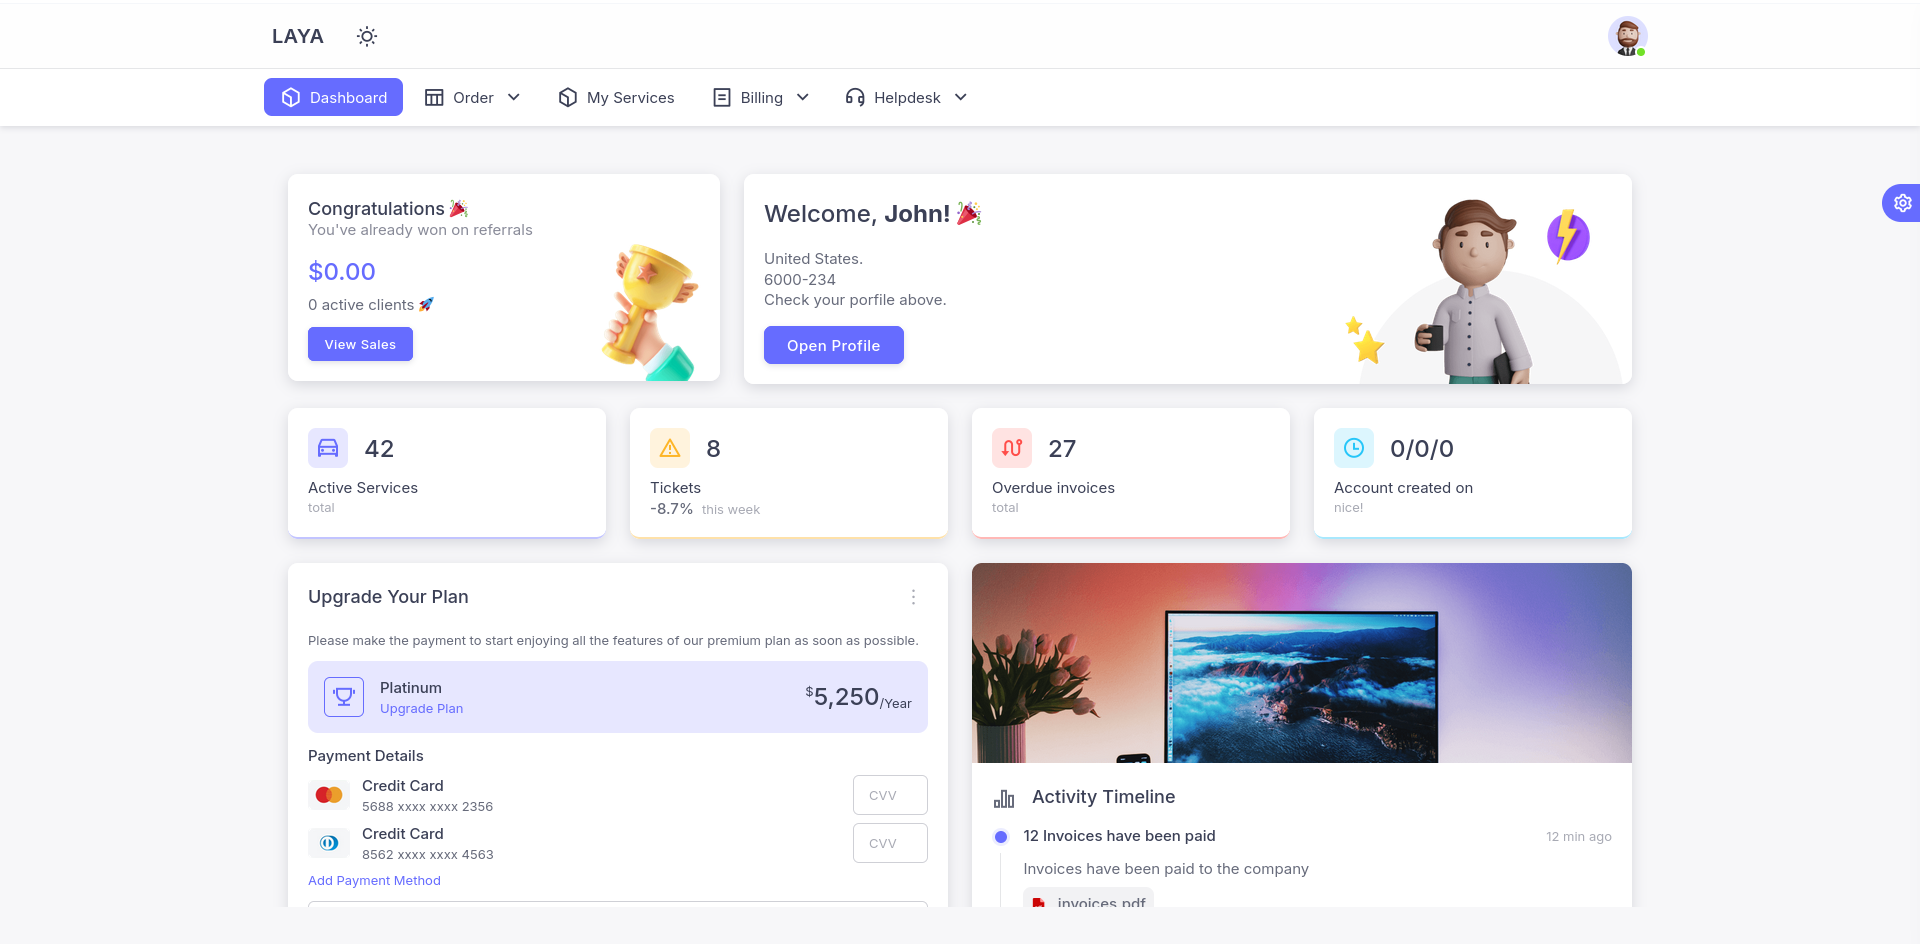 LAYA
Dashboard
Order
My Services
Billing
Helpdesk
Congratulations
You've already won on referrals
$0.00
0 active clients
View Sales
Welcome, John!
United States.
6000-234
Check your porfile above.
Open Profile
42
Active Services
total
8
Tickets
-8.7% this week
27
Overdue invoices
total
0/0/0
Account created on
nice!
Upgrade Your Plan
Please make the payment to start enjoying all the features of our premium plan as soon as possible.
Platinum
Upgrade Plan
$5,250/Year
Payment Details
Credit Card
5688 xxxx xxxx 2356
CVV
Credit Card
8562 xxxx xxxx 4563
CVV
Add Payment Method
Activity Timeline
12 Invoices have been paid
12 min ago
Invoices have been paid to the company
invoices.pdf